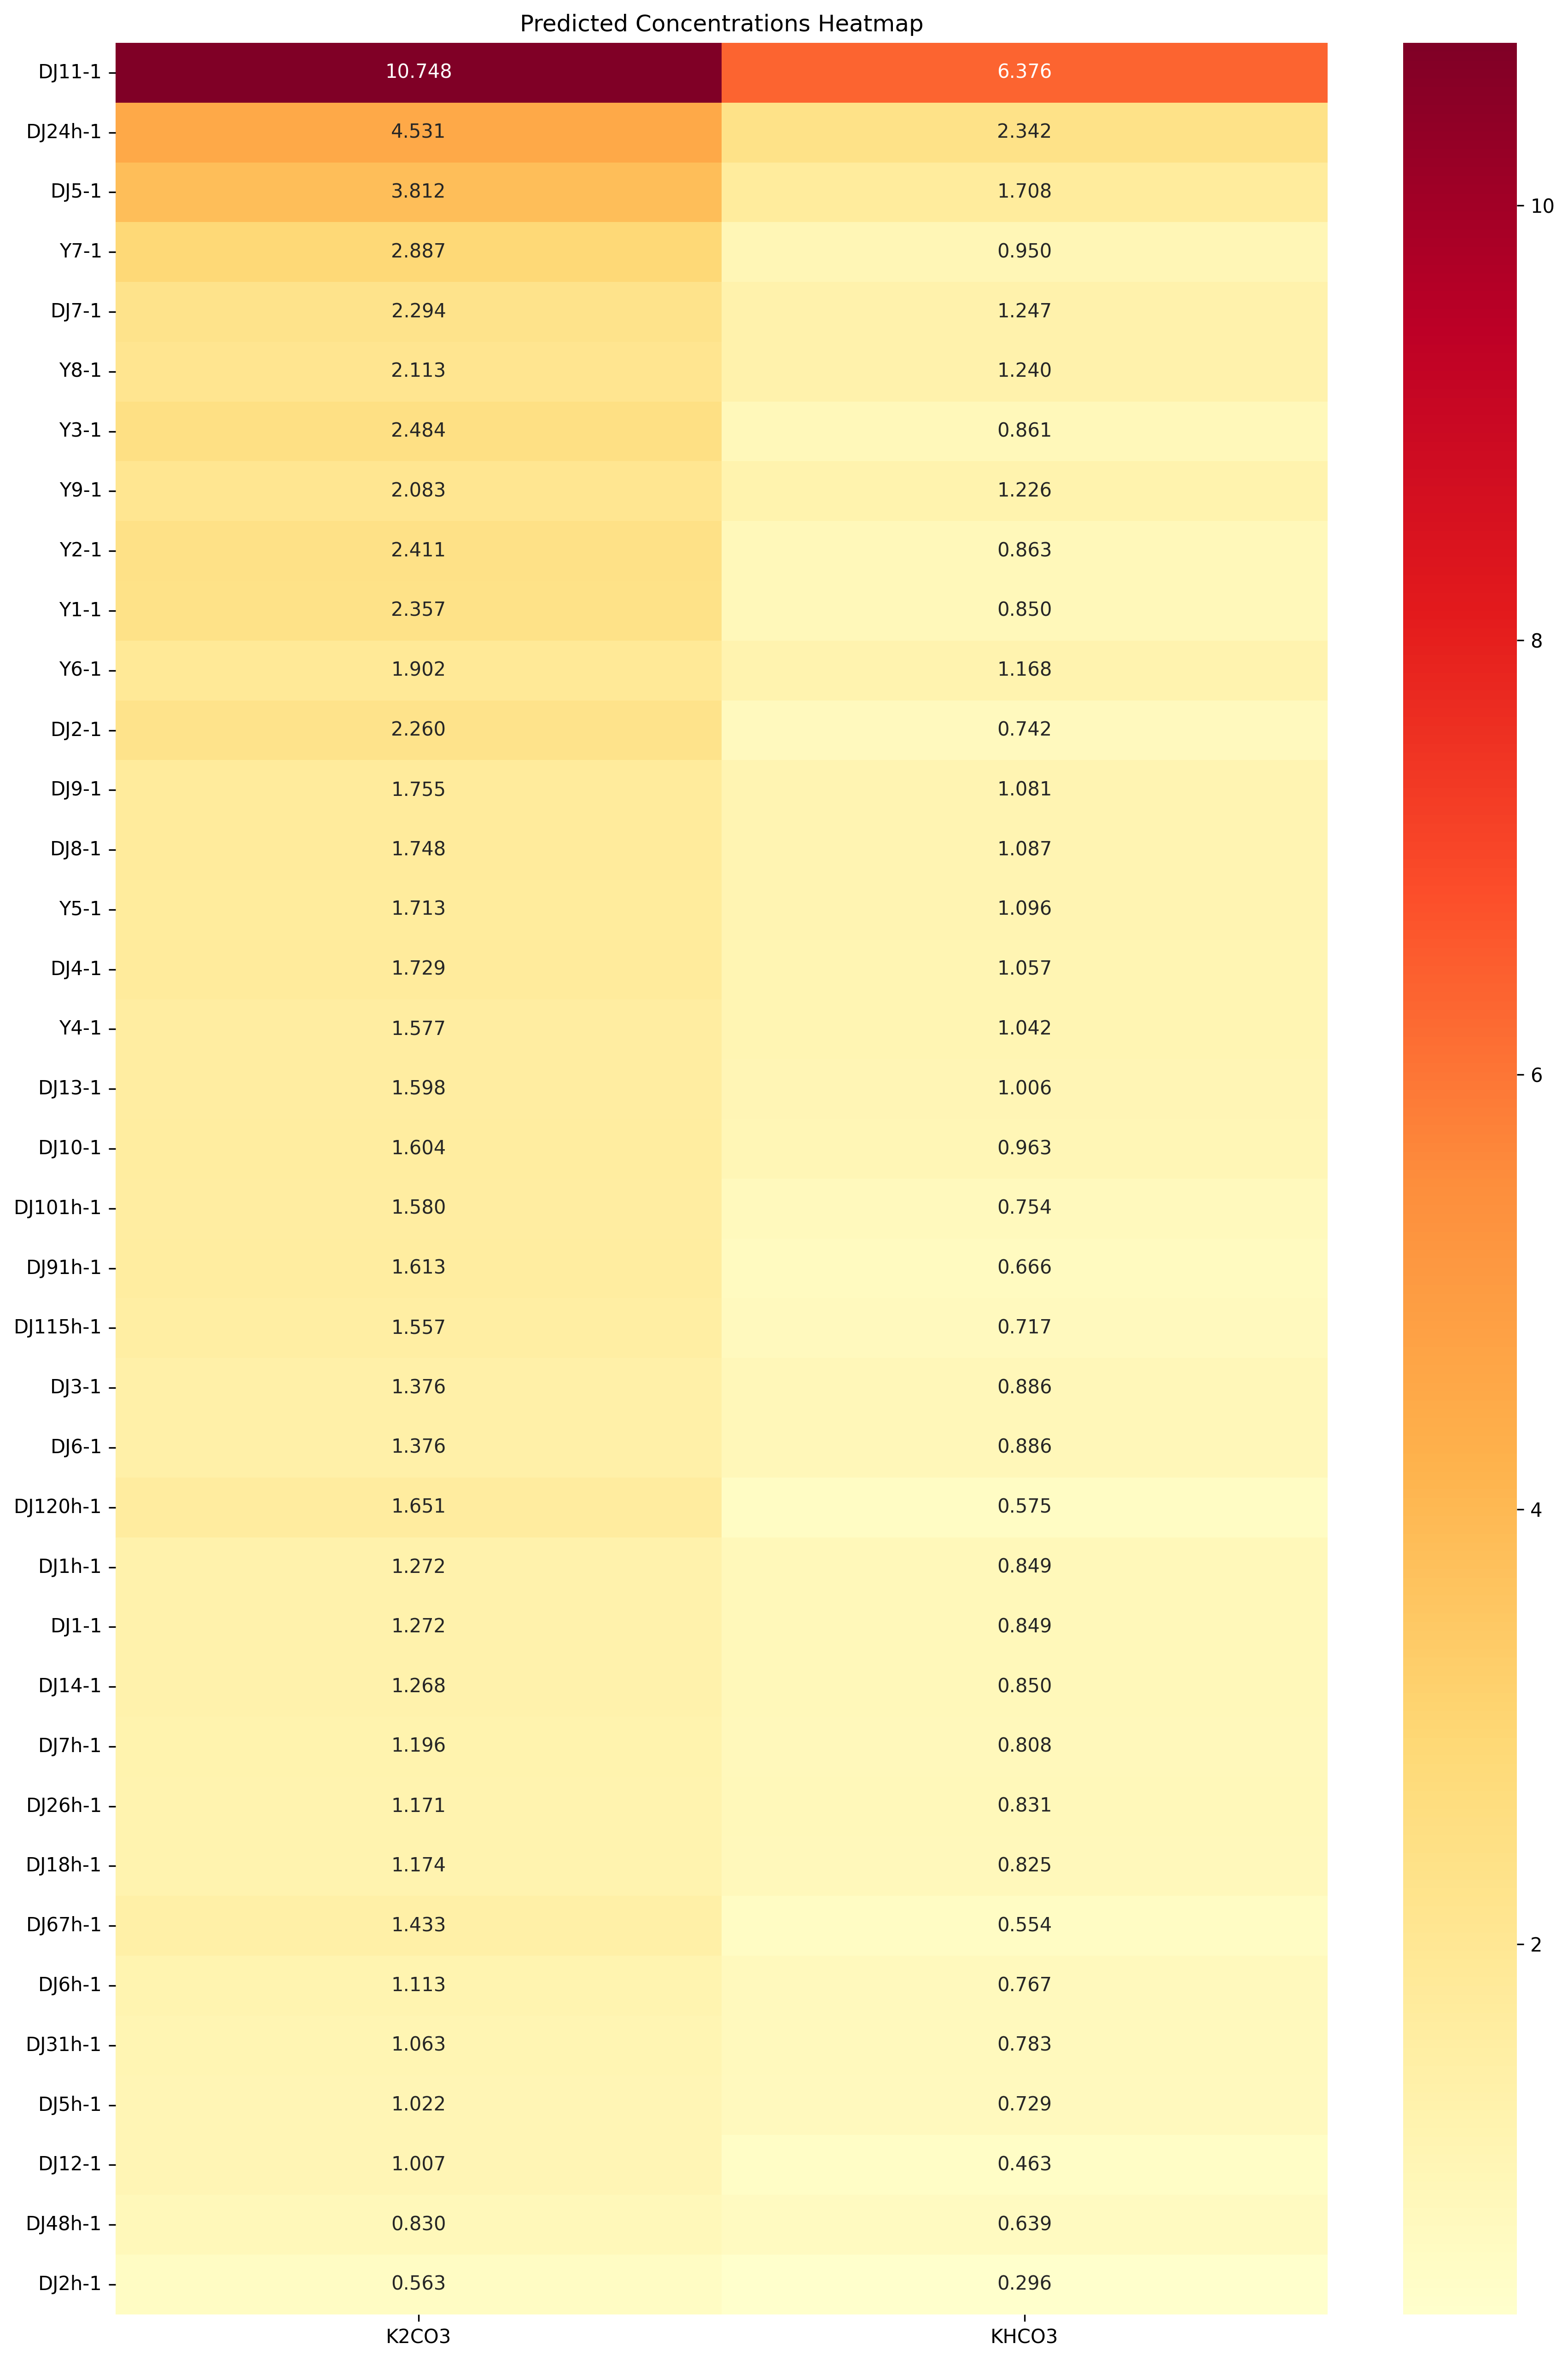 Predicted Concentrations Heatmap
DJ11-1 10.748 6.376
DJ24h-1 4.531 2.342
DJ5-1 3.812 1.708
10
Y7-1 2.887 0.950
DJ7-1 2.294 1.247
Y8-1 2.113 1.240
Y3-1 2.484 0.861
Y9-1 2.083 1.226
Y2-1 2.411 0.863
Y1-1 2.357 0.850
8
Y6-1 1.902 1.168
DJ2-1 2.260 0.742
DJ9-1 1.755 1.081
DJ8-1 1.748 1.087
Y5-1 1.713 1.096
DJ4-1 1.729 1.057
Y4-1 1.577 1.042
6
DJ13-1 1.598 1.006
DJ10-1 1.604 0.963
DJ101h-1 1.580 0.754
DJ91h-1 1.613 0.666
DJ115h-1 1.557 0.717
DJ3-1 1.376 0.886
DJ6-1 1.376 0.886
DJ120h-1 1.651 0.575
4
DJ1h-1 1.272 0.849
DJ1-1 1.272 0.849
DJ14-1 1.268 0.850
DJ7h-1 1.196 0.808
DJ26h-1 1.171 0.831
DJ18h-1 1.174 0.825
DJ67h-1 1.433 0.554
2
DJ6h-1 1.113 0.767
DJ31h-1 1.063 0.783
DJ5h-1 1.022 0.729
DJ12-1 1.007 0.463
DJ48h-1 0.830 0.639
DJ2h-1 0.563 0.296
K2CO3 KHCO3